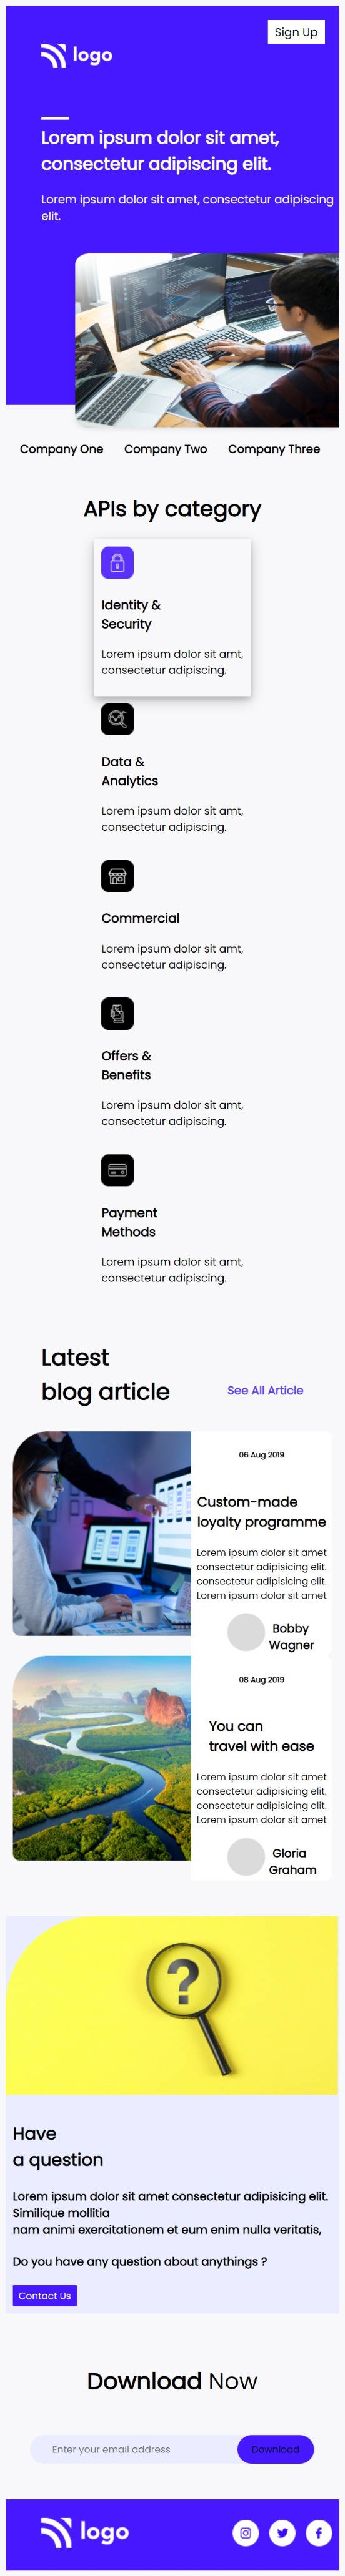 Sign Up
logo
Lorem ipsum dolor sit amet,
consectetur adipiscing elit.
Lorem ipsum dolor sit amet, consectetur adipiscing
elit.
Company One
Company Two
Company Three
APIs by category
Identity &
Security
Lorem ipsum dolor sit amt,
consectetur adipiscing.
Data &
Analytics
Lorem ipsum dolor sit amt,
consectetur adipiscing.
Commercial
Lorem ipsum dolor sit amt,
consectetur adipiscing.
Offers &
Benefits
Lorem ipsum dolor sit amt,
consectetur adipiscing.
Payment
Methods
Lorem ipsum dolor sit amt,
consectetur adipiscing.
Latest
blog article
See All Article
06 Aug 2019
Custom-made
loyalty programme
Lorem ipsum dolor sit amet
consectetur adipisicing elit.
consectetur adipisicing elit.
Lorem ipsum dolor sit amet
Bobby
Wagner
08 Aug 2019
You can
travel with ease
Lorem ipsum dolor sit amet
consectetur adipisicing elit.
consectetur adipisicing elit.
Lorem ipsum dolor sit amet
Gloria
Graham
?
Have
a question
Lorem ipsum dolor sit amet consectetur adipisicing elit.
Similique mollitia
nam animi exercitationem et eum enim nulla veritatis,
Do you have any question about anythings ?
Contact Us
Download Now
Enter your email address
Download
logo